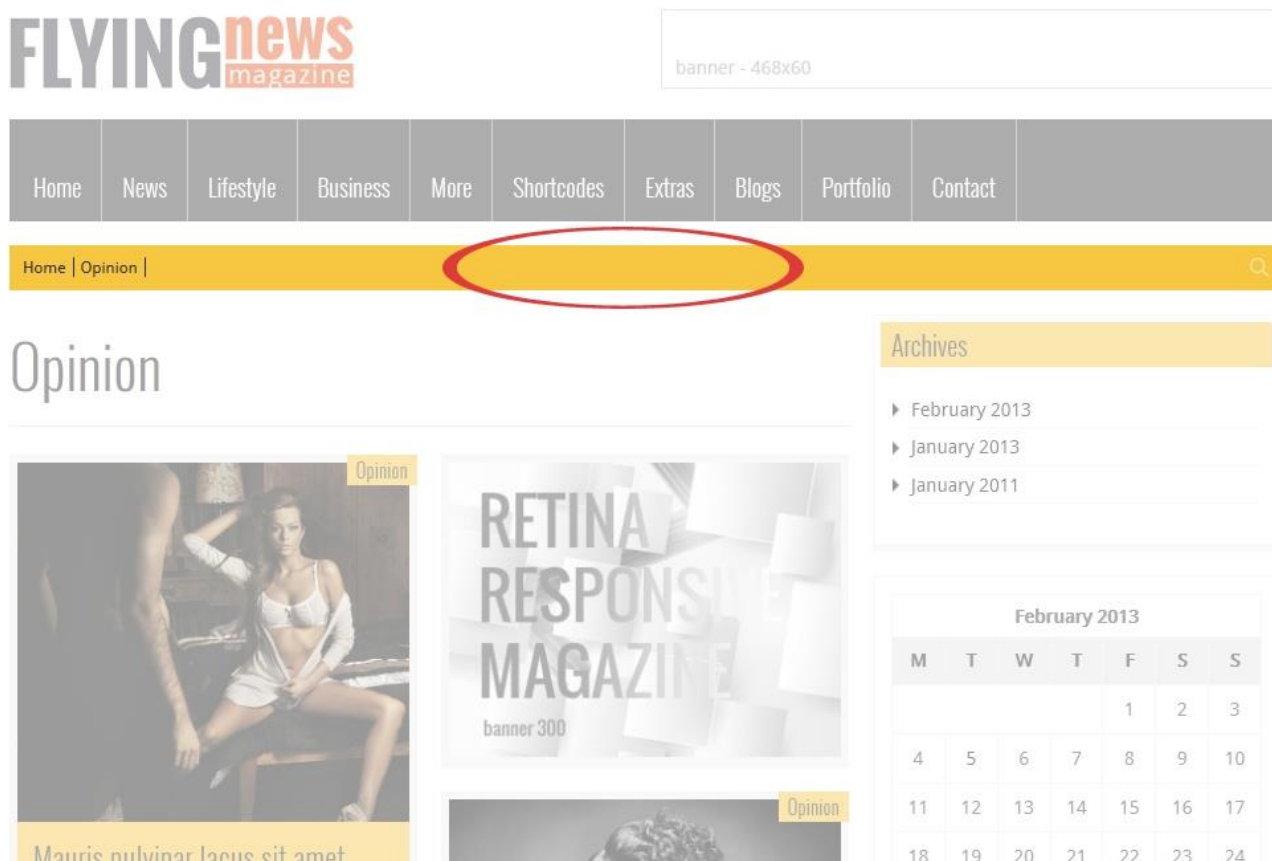 FLYING news
magazine
banner - 468x60
Home News Lifestyle Business More Shortcodes Extras Blogs Portfolio Contact
Home | Opinion |
Opinion
Opinion
Mauris pulvinar lacus sit amet
RETINA
RESPONSIVE
MAGAZINE
banner 300
Opinion
Archives
February 2013
January 2013
January 2011
February 2013
M T W T F S S
1 2 3
4 5 6 7 8 9 10
11 12 13 14 15 16 17
18 19 20 21 22 23 24